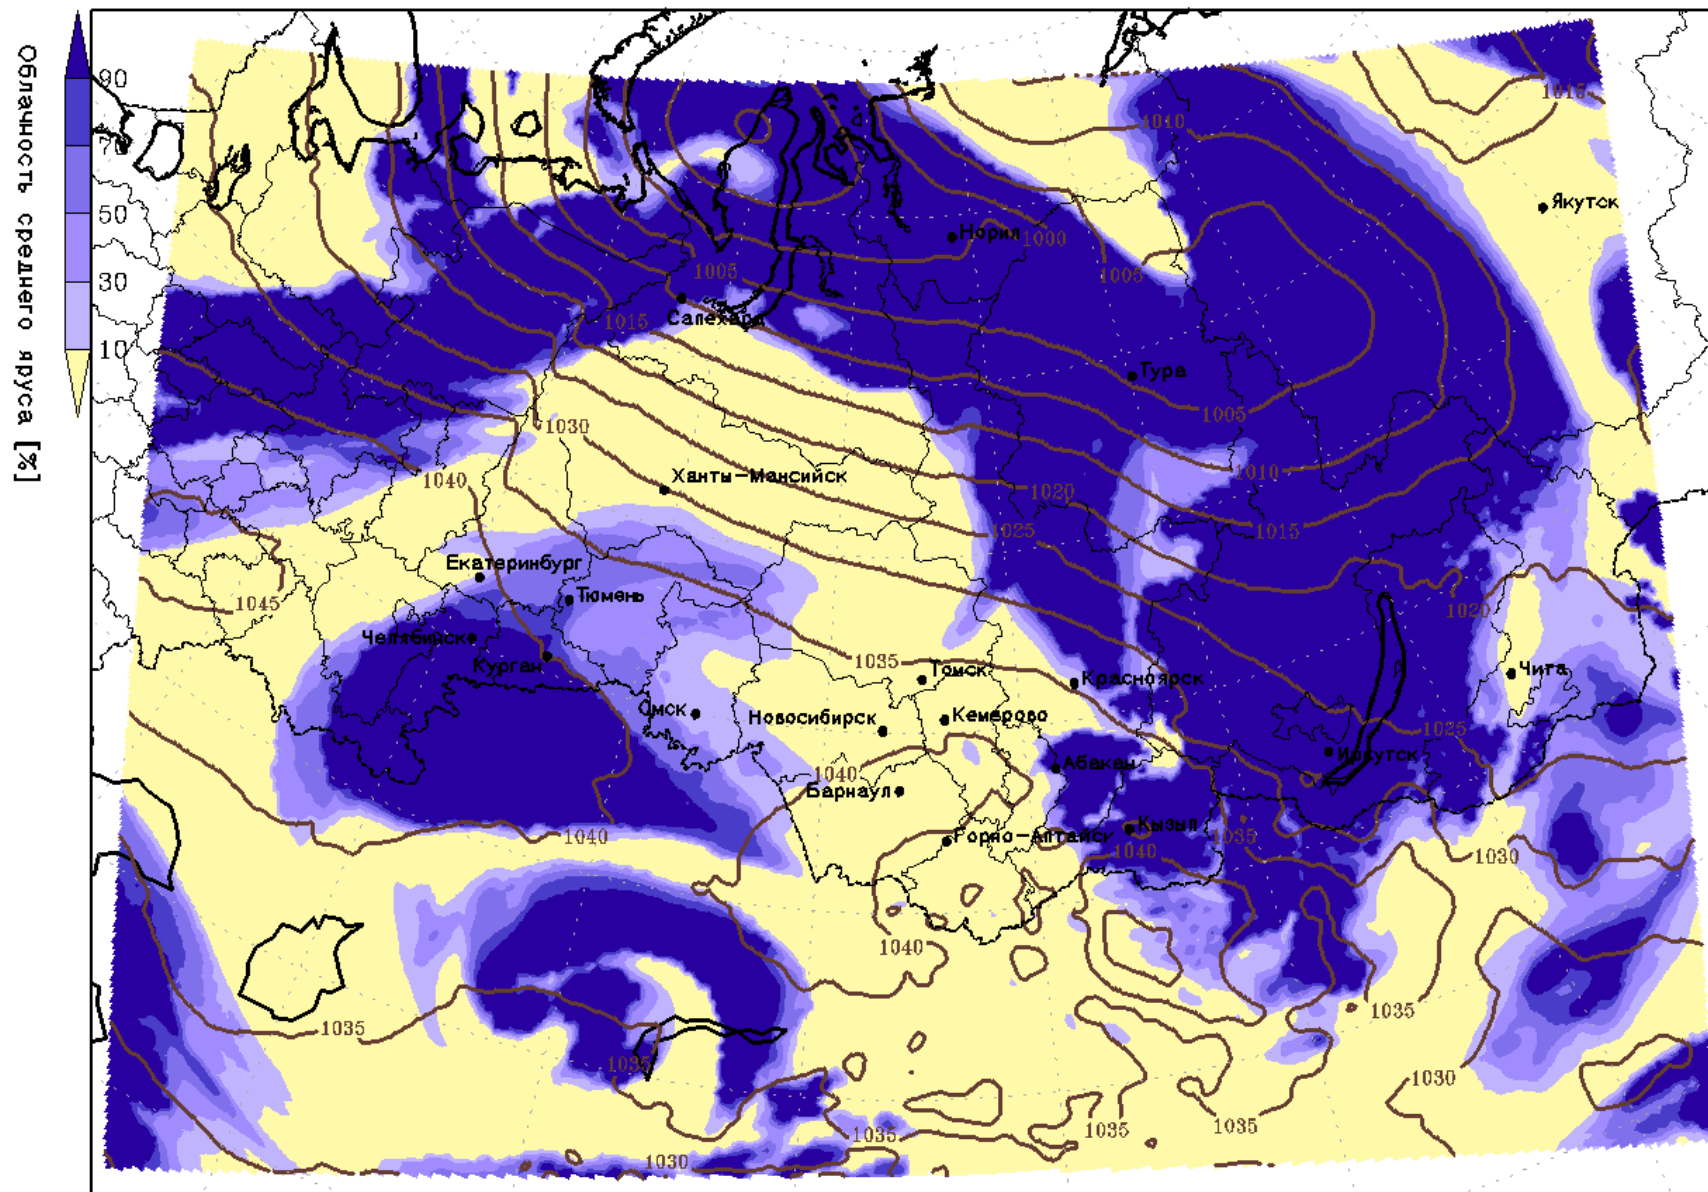 Облачность среднего яруса [%]
90
70
50
30
10
1015
1010
Якутск
Норил
1000
1005
1005
1015
Салехард
Тура
1005
1030
1010
Ханты-Мансийск
1040
1020
1025
1015
Екатеринбург
Тюмень
1045
1020
Челябинск
Курган
1035
Томск
Красноярск
Чита
Омск
Новосибирск
Кемерово
1025
Иркутск
1040
Абакан
Барнаул
Кызыл
1040
Горно-Алтайск
1035
1040
1030
1040
1035
1035
1035
1030
1035
1035
1035
1030